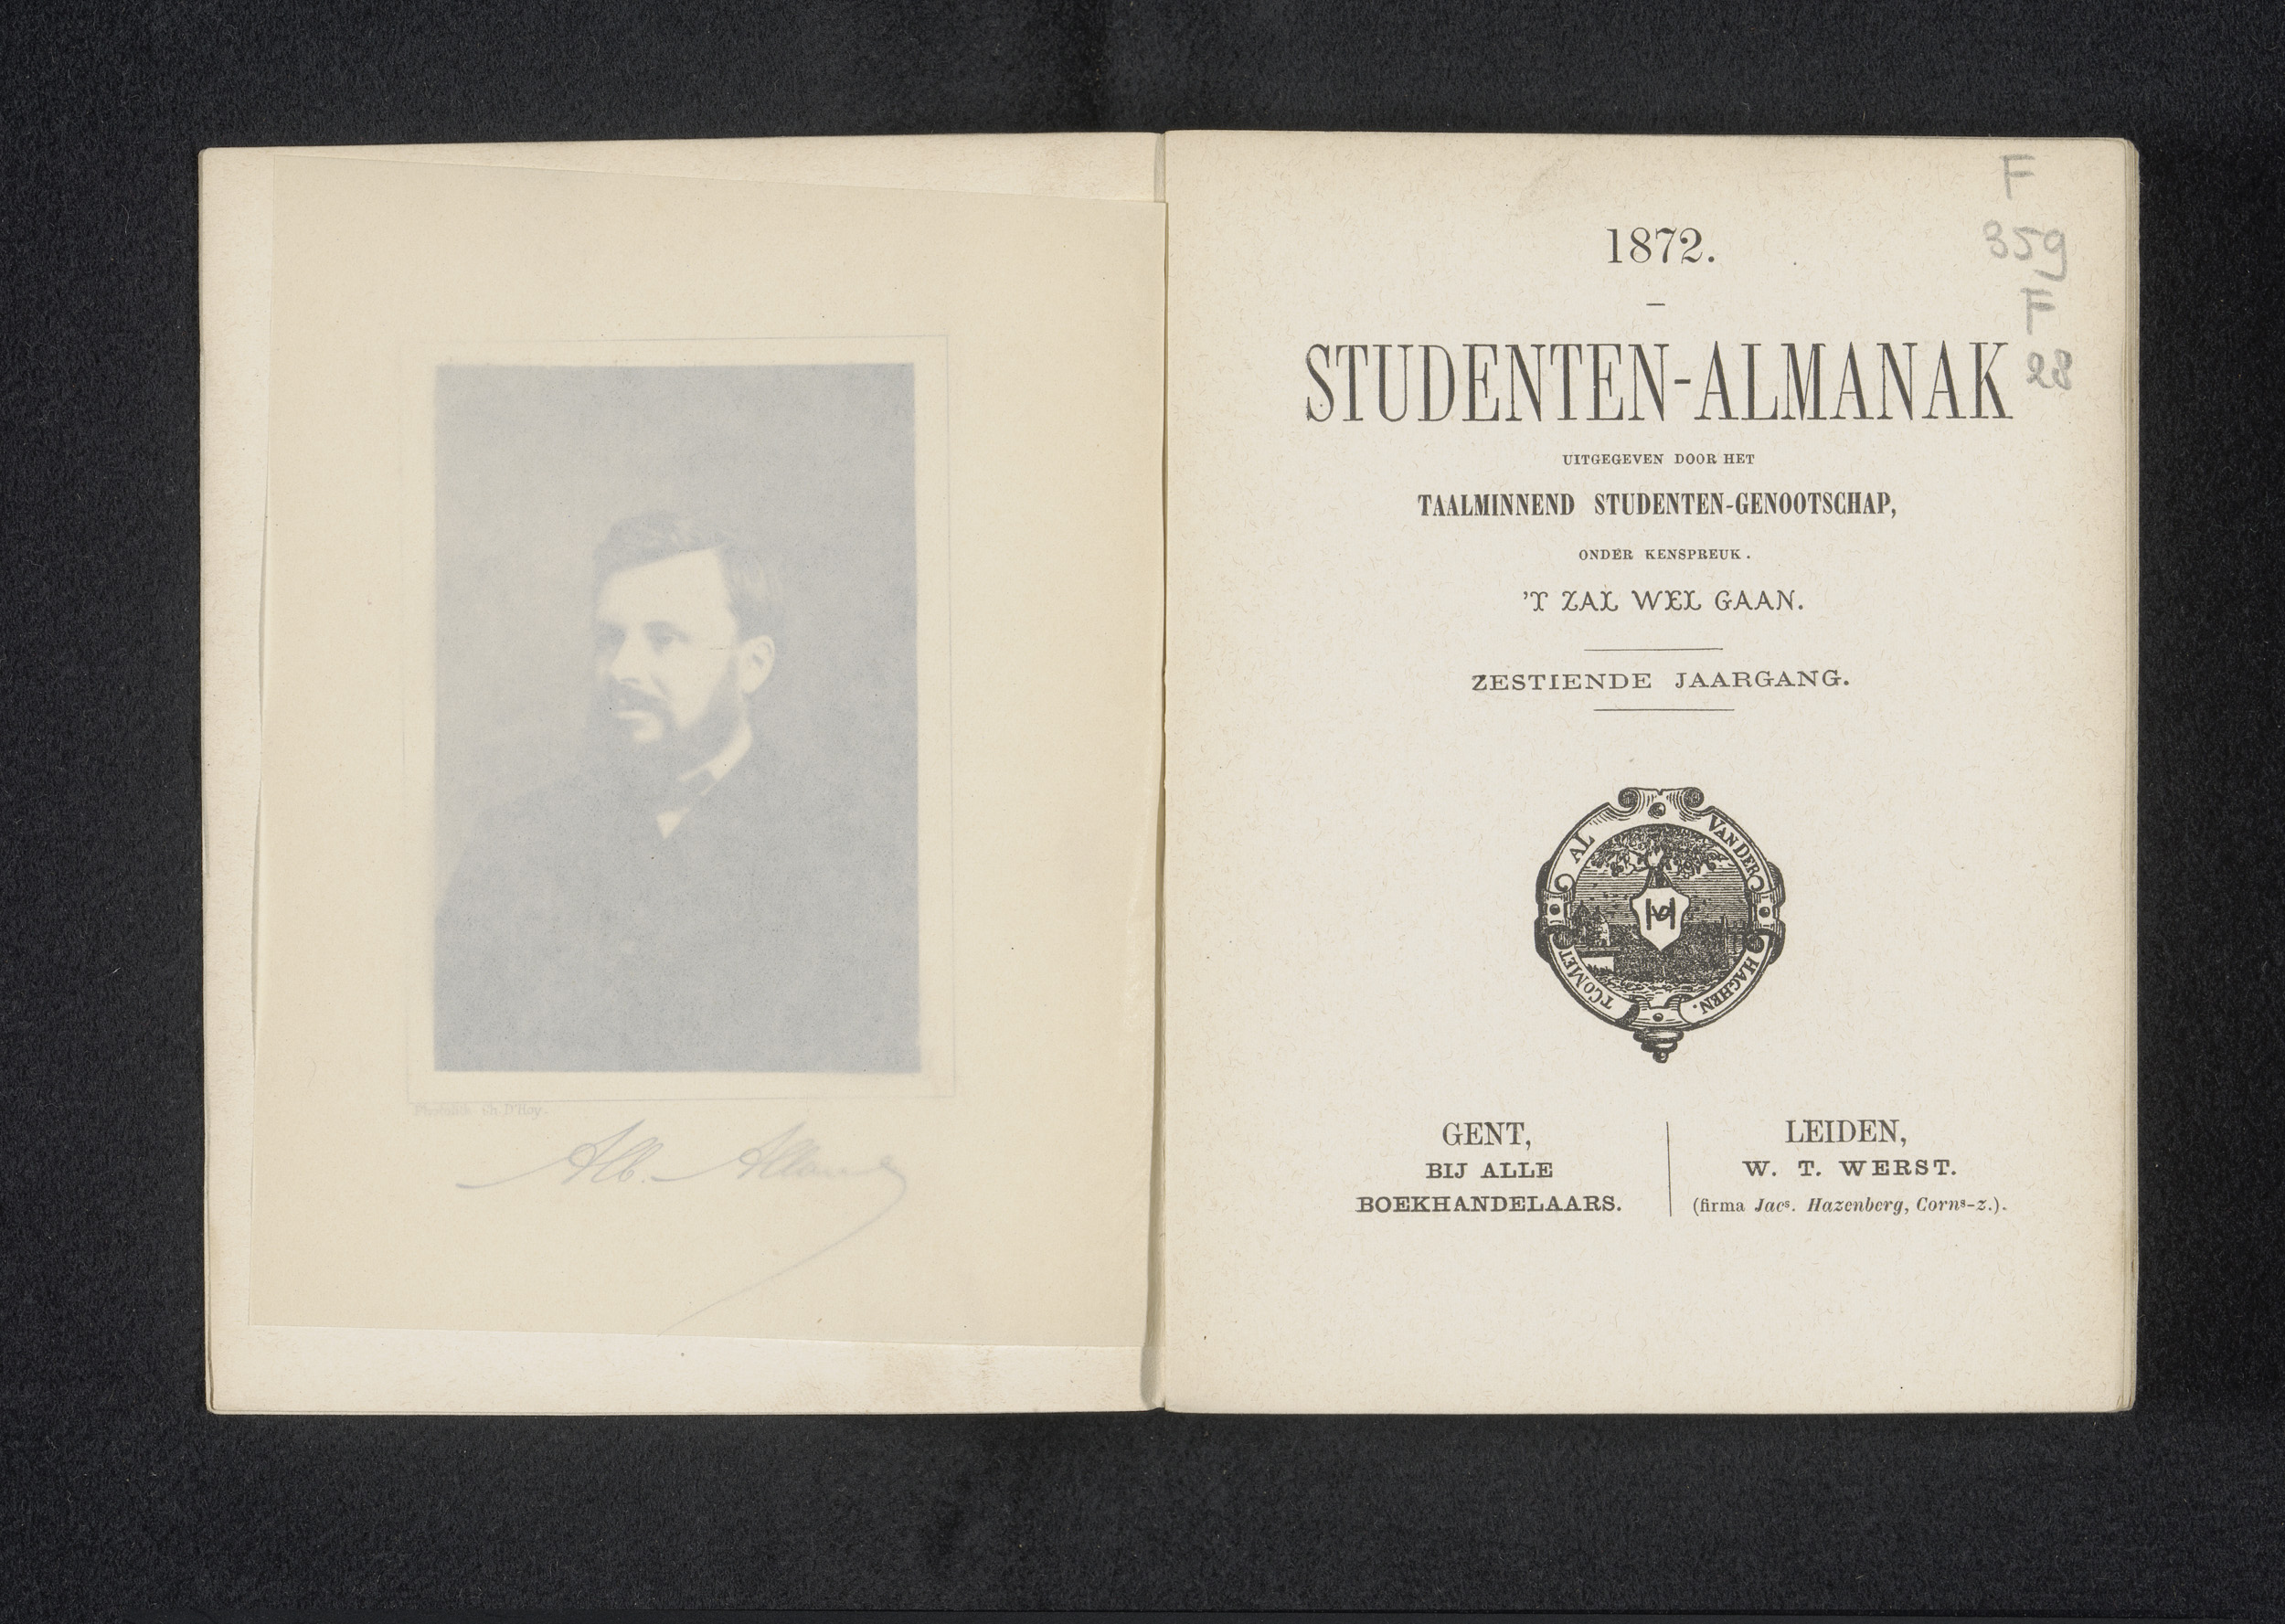 Alb.
1872.
STUDENTEN-ALMANAK
UITGEGEVEN DOOR HET
TAALMINNEND STUDENTEN-GENOOTSCHAP,
ONDER KENSPREUK.
'T ZAL WEL GAAN.
ZESTIENDE JAARGANG.
AL
VAN DER
HAGHEN.
TCOMET
GENT,
BIJ ALLE
BOEKHANDELAARS.
LEIDEN,
W. T. WERST.
(firma Jacs. Hazenberg, Corns-z.).
F
359
F
28